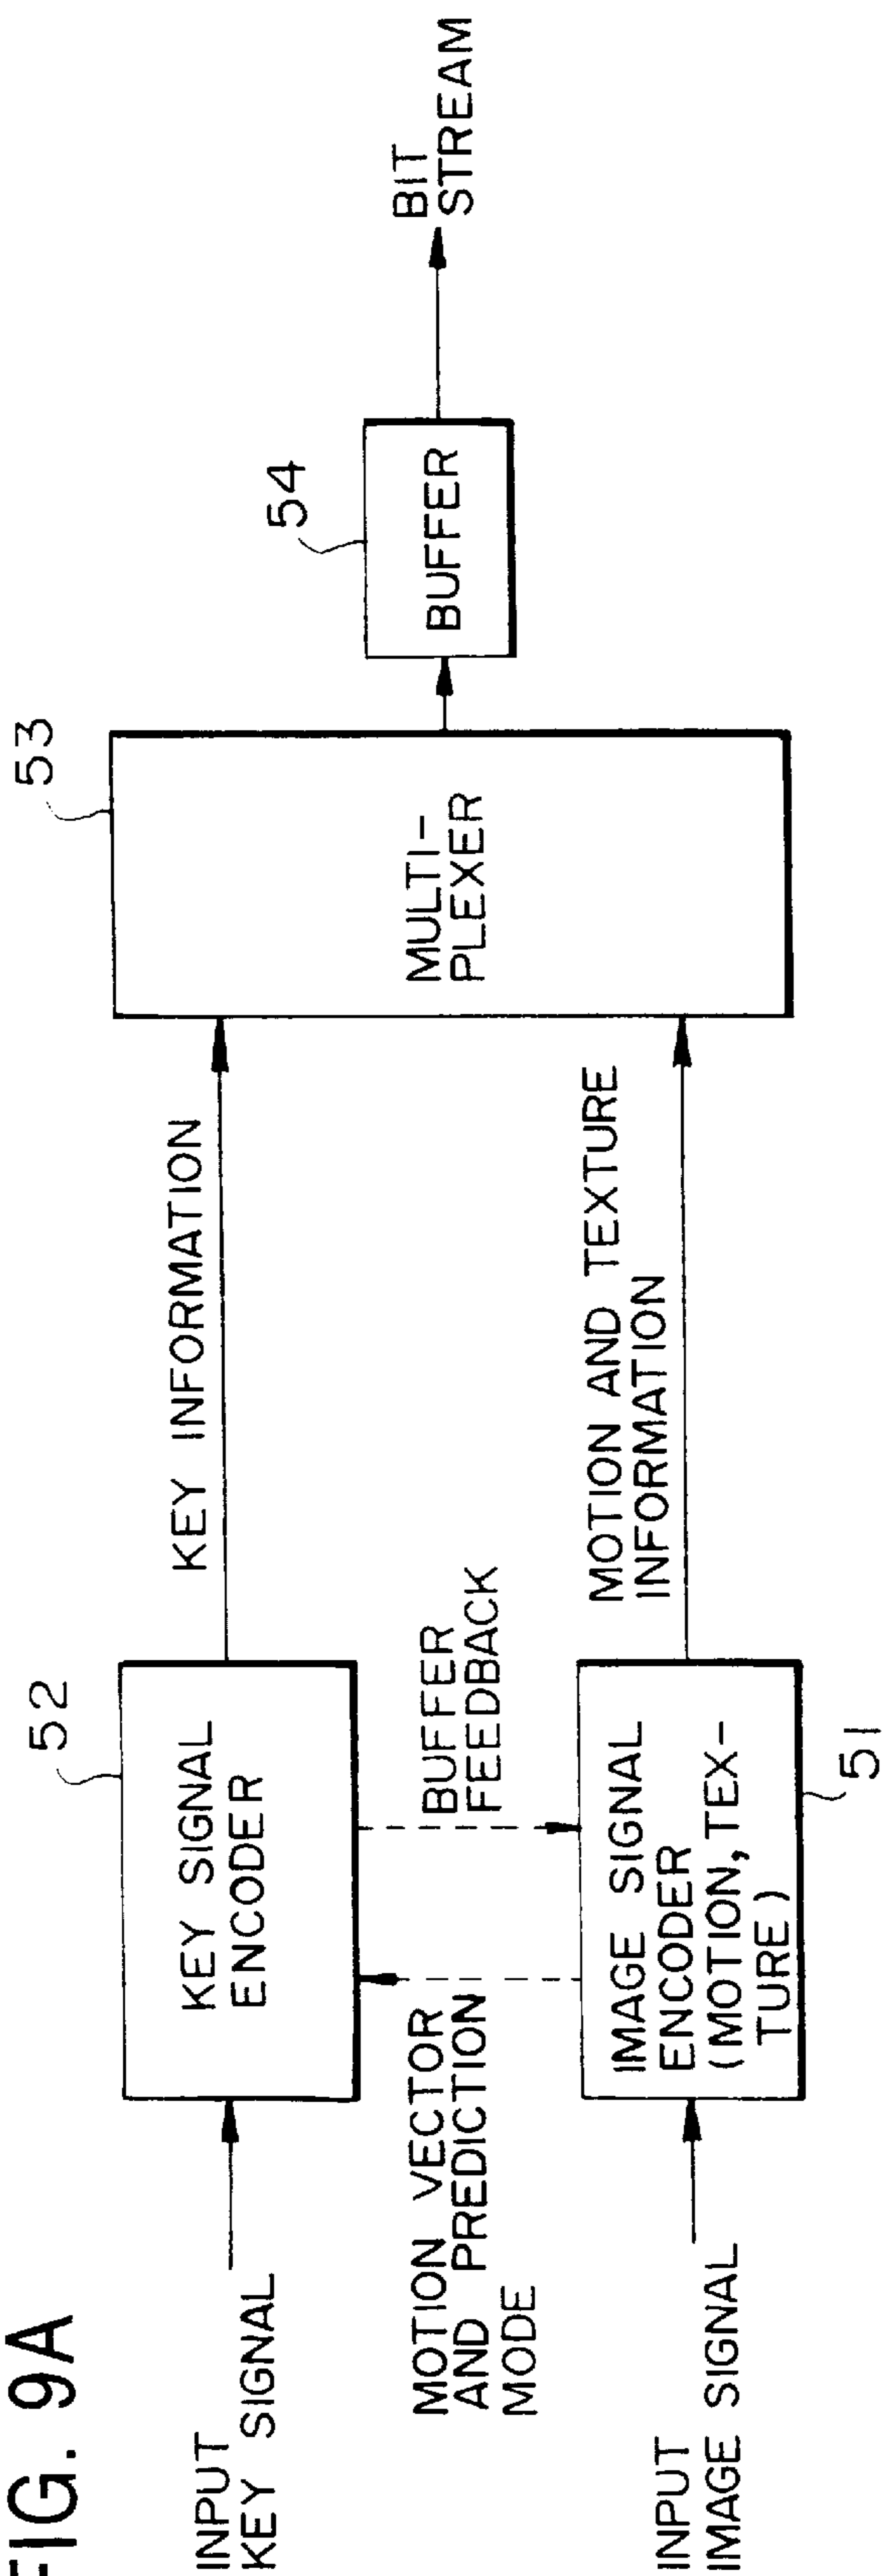 FIG. 9A
INPUT
KEY SIGNAL
52
KEY SIGNAL
ENCODER
KEY INFORMATION
53
MULTI-
PLEXER
54
BUFFER
BIT
STREAM
MOTION VECTOR
AND PREDICTION
MODE
BUFFER
FEEDBACK
INPUT
IMAGE SIGNAL
IMAGE SIGNAL
ENCODER
(MOTION, TEX-
TURE)
51
MOTION AND TEXTURE
INFORMATION